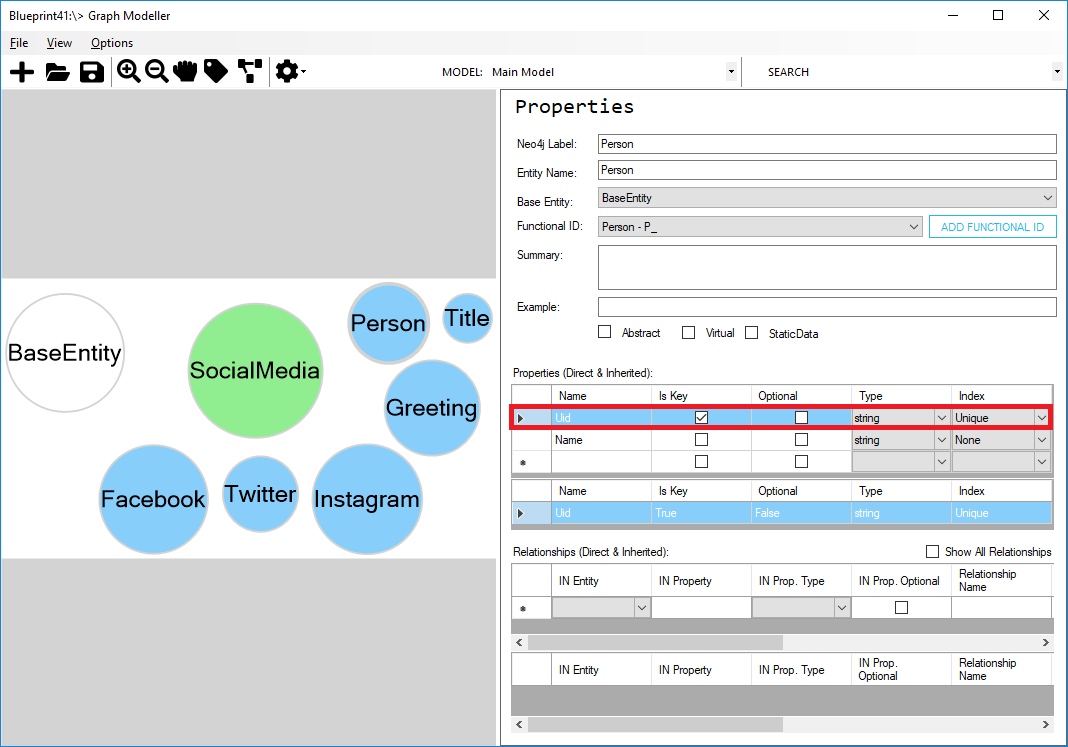 Blueprint41:\> Graph Modeller
File View Options
MODEL: Main Model SEARCH
BaseEntity
SocialMedia
Person
Title
Greeting
Facebook
Twitter
Instagram
Properties
Neo4j Label: Person
Entity Name: Person
Base Entity: BaseEntity
Functional ID: Person - P_ ADD FUNCTIONAL ID
Summary:
Example:
Abstract Virtual StaticData
Properties (Direct & Inherited):
Name Is Key Optional Type Index
Uid string Unique
Name string None
Name Is Key Optional Type Index
Uid True False string Unique
Relationships (Direct & Inherited): Show All Relationships
IN Entity IN Property IN Prop. Type IN Prop. Optional Relationship
Name
IN Entity IN Property IN Prop. Type IN Prop. Relationship
Optional Name